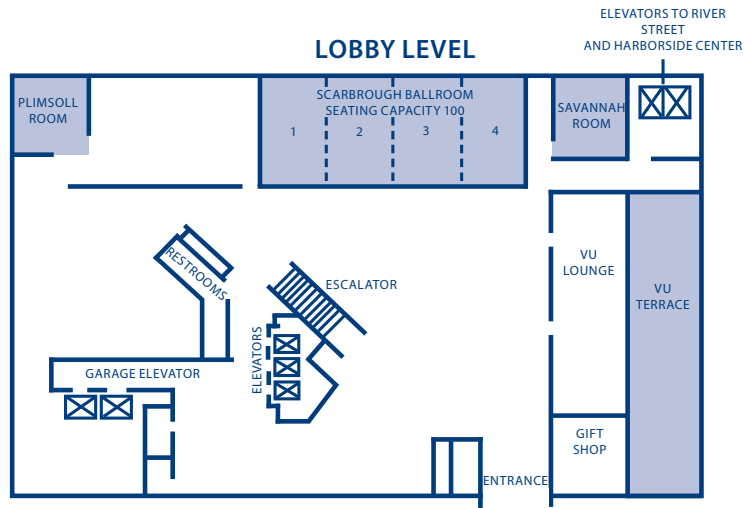 ELEVATORS TO RIVER
STREET
AND HARBORSIDE CENTER
LOBBY LEVEL
PLIMSOLL
ROOM
SCARBROUGH BALLROOM
SEATING CAPACITY 100
1
2
3
4
SAVANNAH
ROOM
RESTROOMS
ESCALATOR
VU
LOUNGE
VU
TERRACE
ELEVATORS
GARAGE ELEVATOR
GIFT
SHOP
ENTRANCE